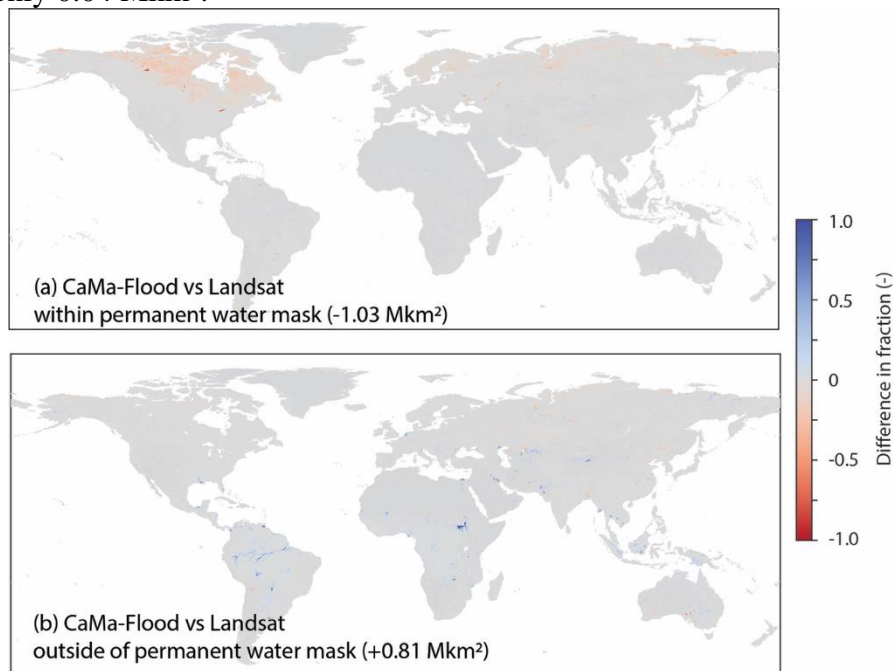 (a) CaMa-Flood vs Landsat
within permanent water mask (-1.03 Mkm²)
1.0
0.5
0
-0.5
-1.0
Difference in fraction (-)
(b) CaMa-Flood vs Landsat
outside of permanent water mask (+0.81 Mkm²)